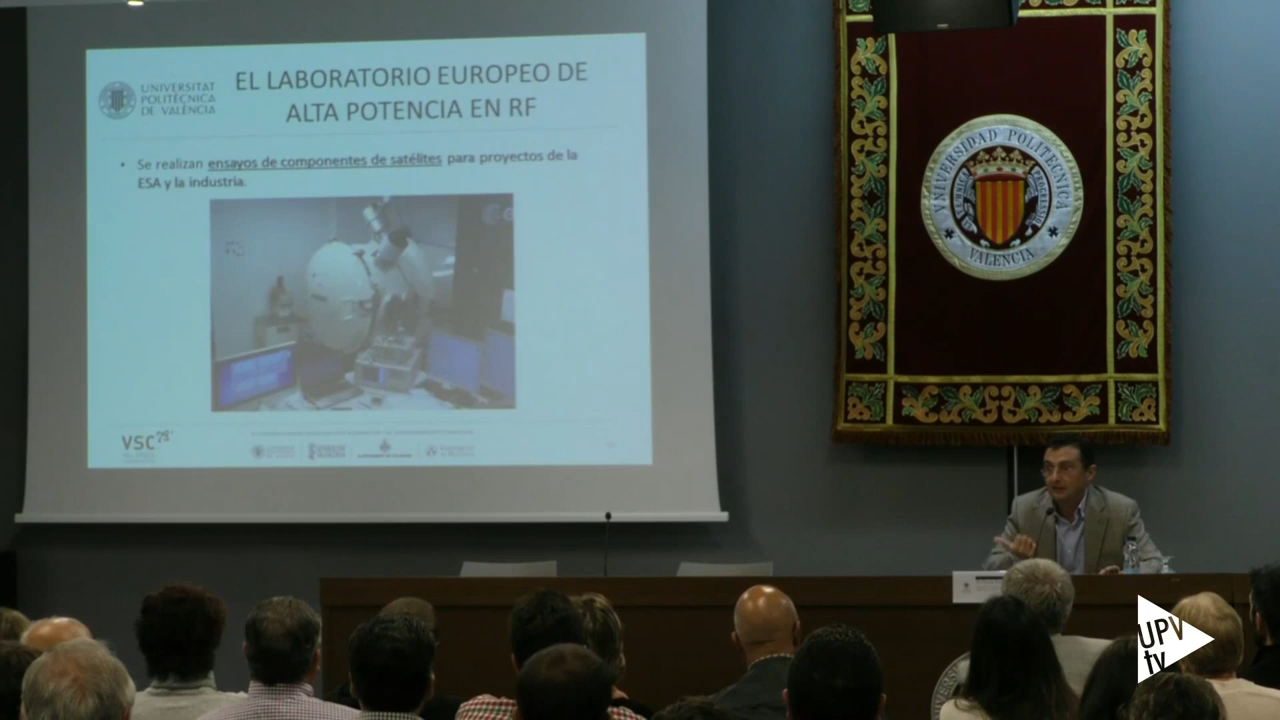 UNIVERSITAT
POLITÈCNICA
DE VALÈNCIA
EL LABORATORIO EUROPEO DE
ALTA POTENCIA EN RF
• Se realizan ensayos de componentes de satélites para proyectos de la
ESA y la industria.
VSC
VNIVERSIDAD POLITECNICA
VALENCIA
UPV
tv